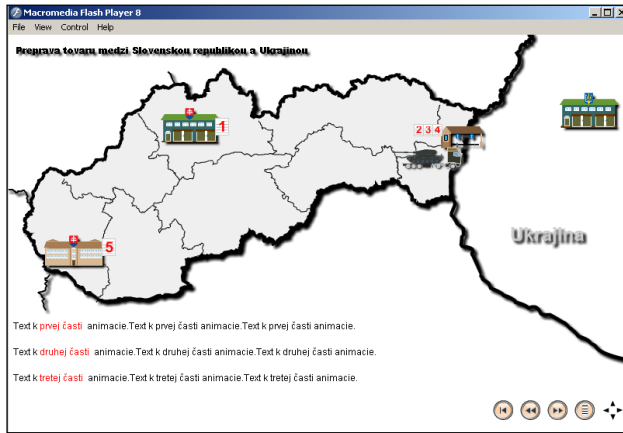 Macromedia Flash Player 8
File View Control Help
Preprava tovaru medzi Slovenskou republikou a Ukrajinou
1
2 3 4
5
Ukrajina
Text k prvej časti animacie.Text k prvej časti animacie.Text k prvej časti animacie.
Text k druhej časti animacie.Text k druhej časti animacie.Text k druhej časti animacie.
Text k tretej časti animacie.Text k tretej časti animacie.Text k tretej časti animacie.